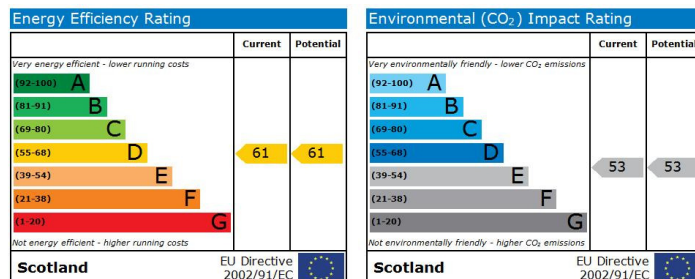 Energy Efficiency Rating
Current Potential
Very energy efficient - lower running costs
(92-100) A
(81-91) B
(69-80) C
(55-68) D 61 61
(39-54) E
(21-38) F
(1-20) G
Not energy efficient - higher running costs
Scotland
EU Directive
2002/91/EC
Environmental (CO₂) Impact Rating
Current Potential
Very environmentally friendly - lower CO₂ emissions
(92-100) A
(81-91) B
(69-80) C
(55-68) D
(39-54) E 53 53
(21-38) F
(1-20) G
Not environmentally friendly - higher CO₂ emissions
Scotland
EU Directive
2002/91/EC